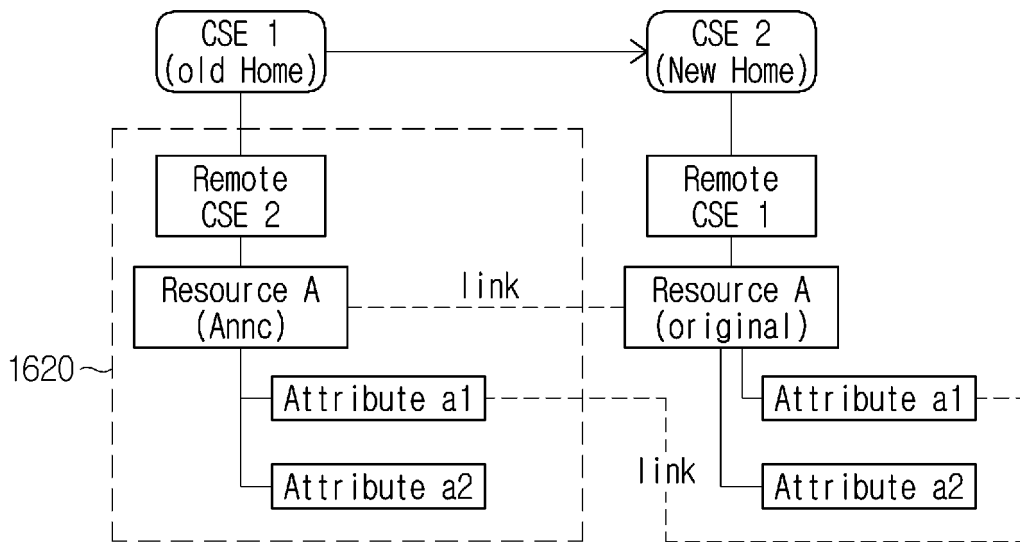 CSE 1
(old Home)
CSE 2
(New Home)
Remote
CSE 2
Remote
CSE 1
Resource A
(Annc)
link
Resource A
(original)
1620
Attribute a1
Attribute a1
link
Attribute a2
Attribute a2